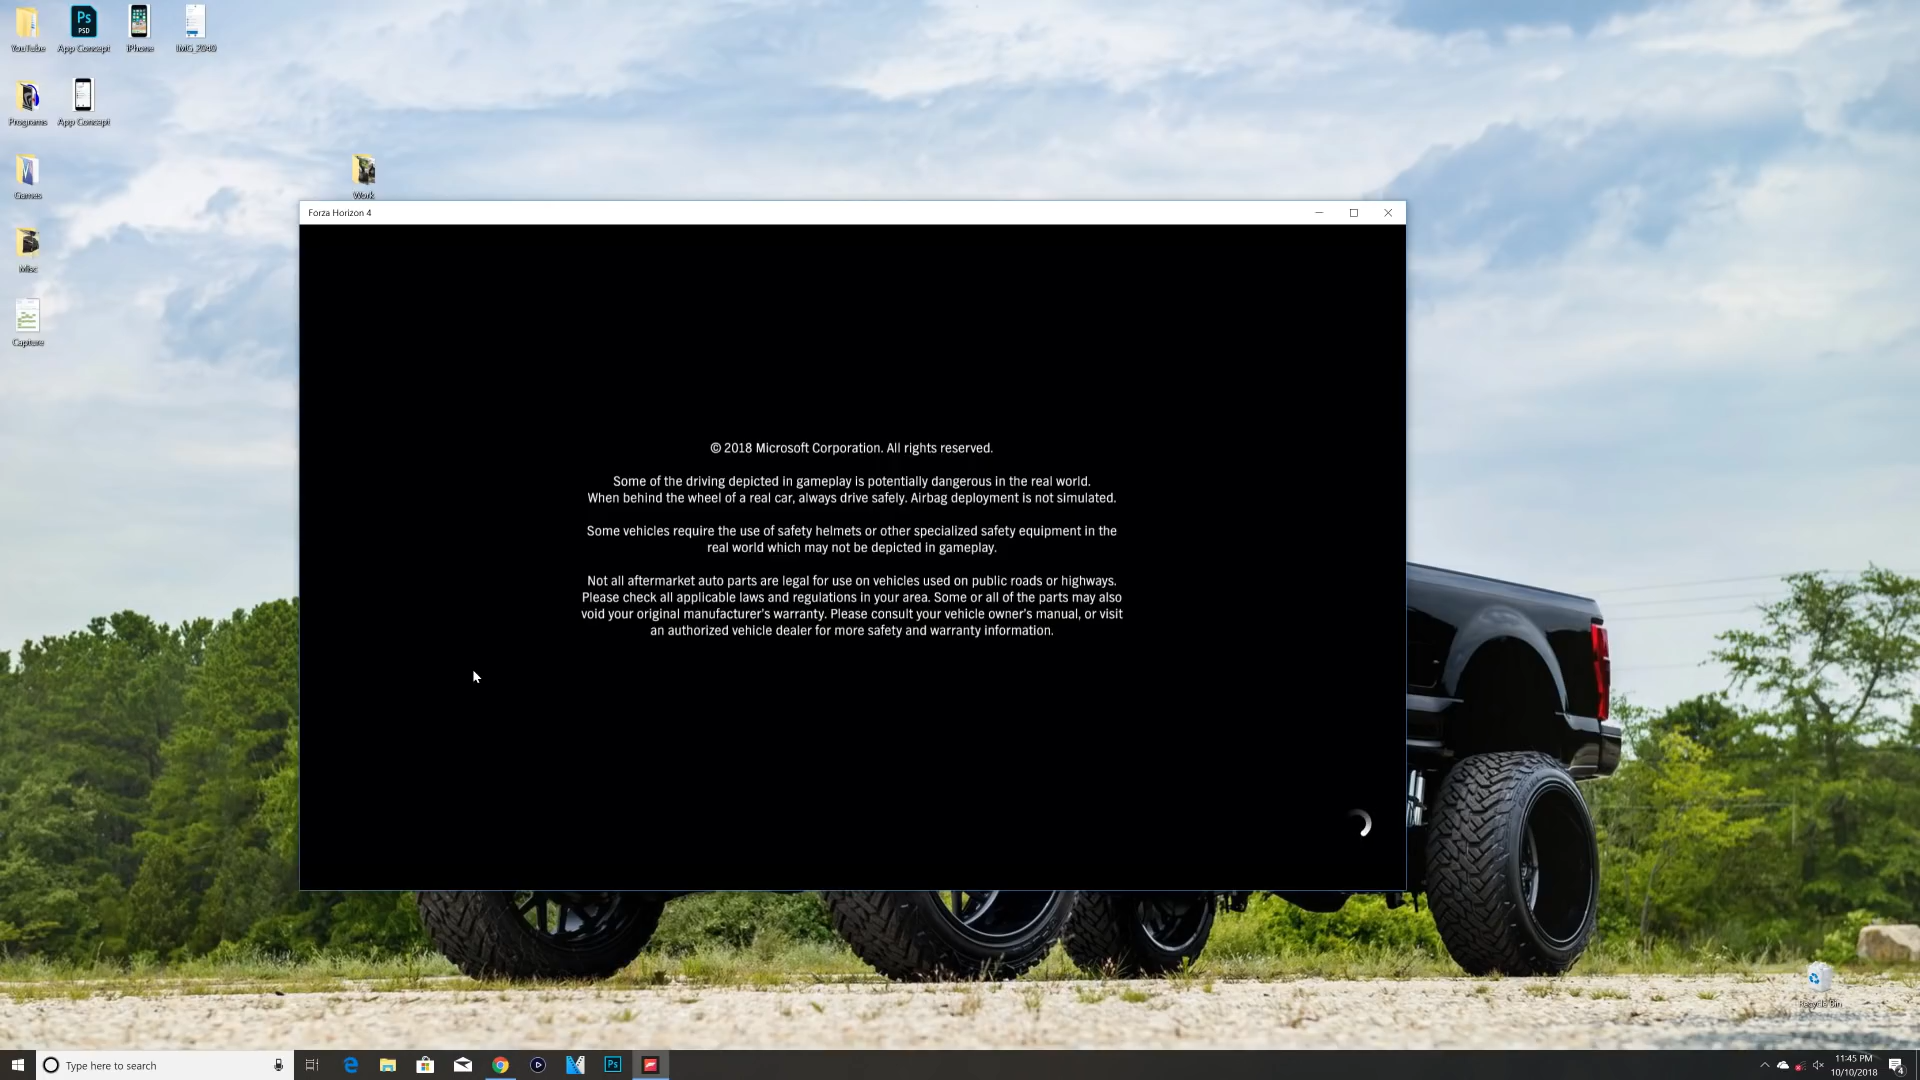 YouTube
App Concept
iPhone
IMG_2040
Programs
App Concept
Games
Work
Misc
Capture
Forza Horizon 4
© 2018 Microsoft Corporation. All rights reserved.
Some of the driving depicted in gameplay is potentially dangerous in the real world.
When behind the wheel of a real car, always drive safely. Airbag deployment is not simulated.
Some vehicles require the use of safety helmets or other specialized safety equipment in the
real world which may not be depicted in gameplay.
Not all aftermarket auto parts are legal for use on vehicles used on public roads or highways.
Please check all applicable laws and regulations in your area. Some or all of the parts may also
void your original manufacturer's warranty. Please consult your vehicle owner's manual, or visit
an authorized vehicle dealer for more safety and warranty information.
Recycle Bin
Type here to search
11:45 PM
10/10/2018
4
Ps
PSD
Ps